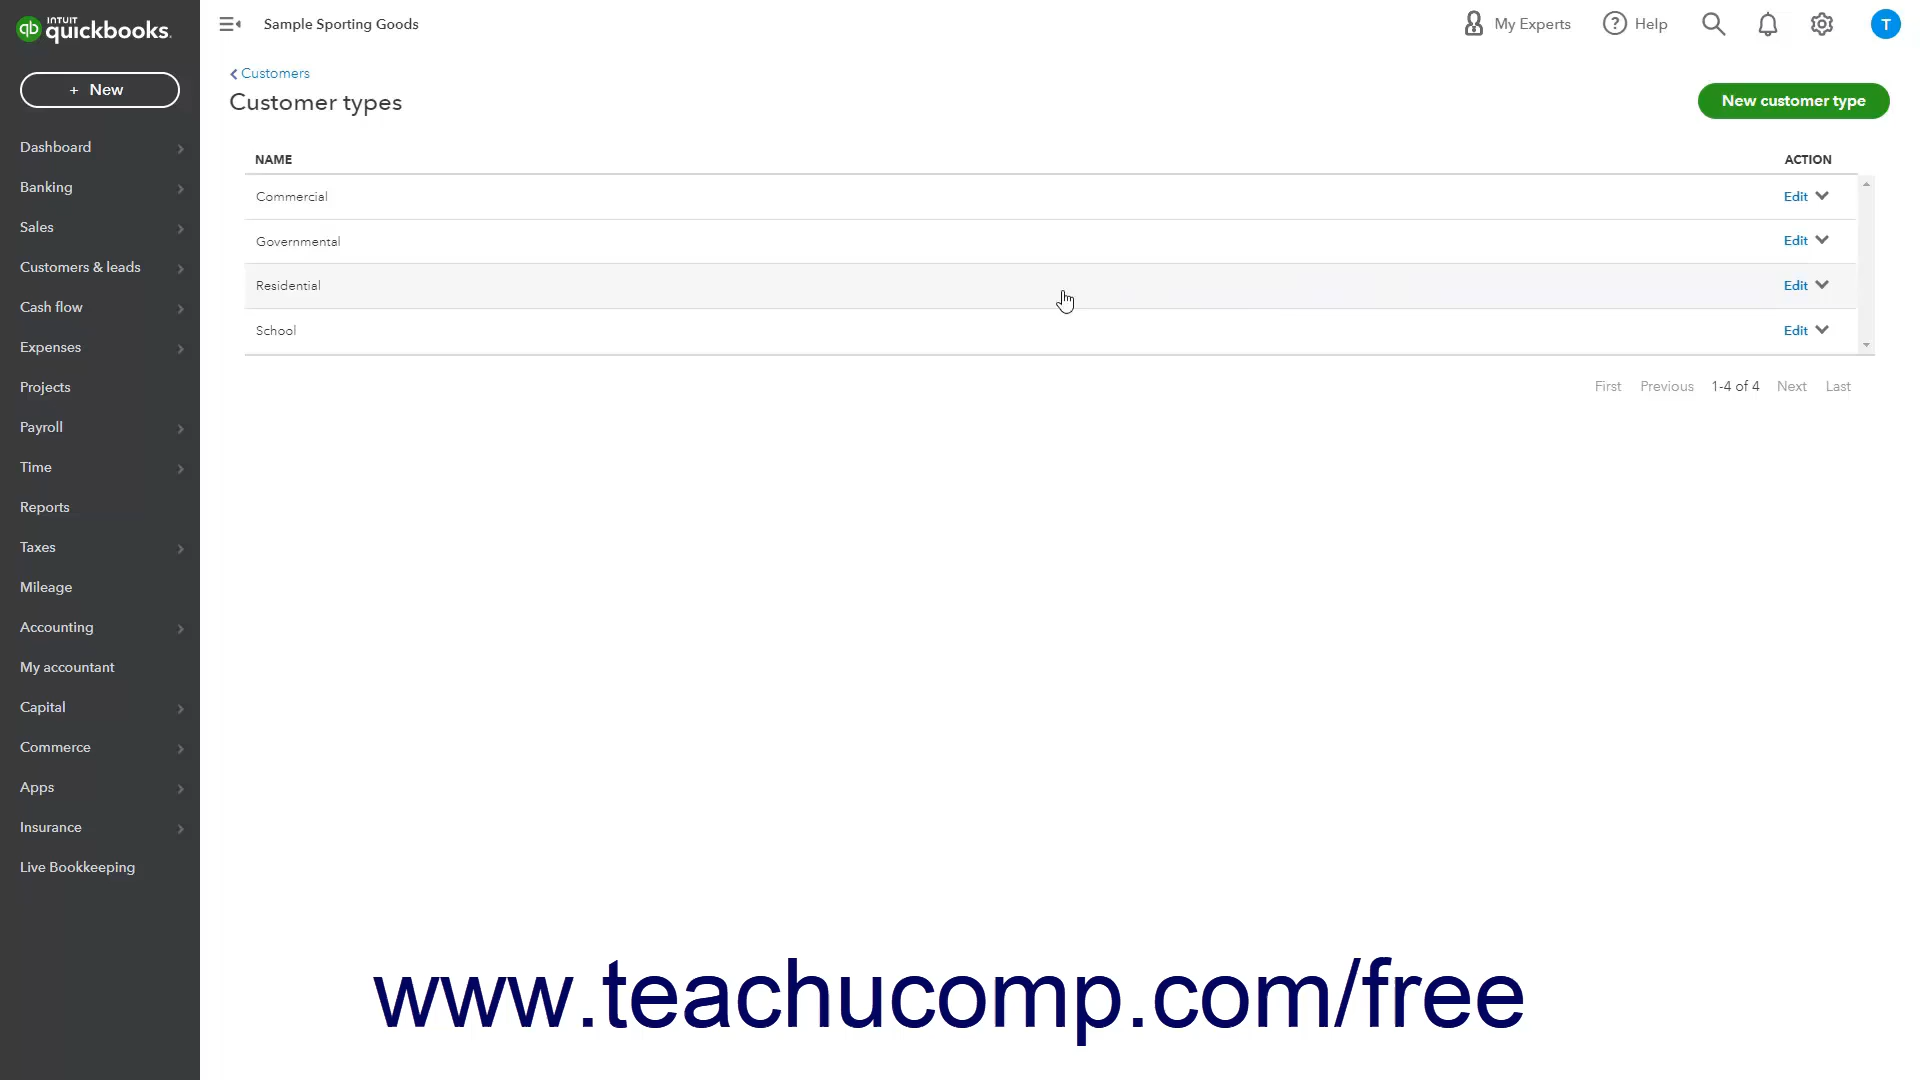 INTUIT
qb quickbooks.
Sample Sporting Goods
My Experts
Help
T
+ New
Customers
Customer types
New customer type
NAME
ACTION
Commercial
Edit
Governmental
Edit
Residential
Edit
School
Edit
First Previous 1-4 of 4 Next Last
Dashboard
Banking
Sales
Customers & leads
Cash flow
Expenses
Projects
Payroll
Time
Reports
Taxes
Mileage
Accounting
My accountant
Capital
Commerce
Apps
Insurance
Live Bookkeeping
www.teachucomp.com/free